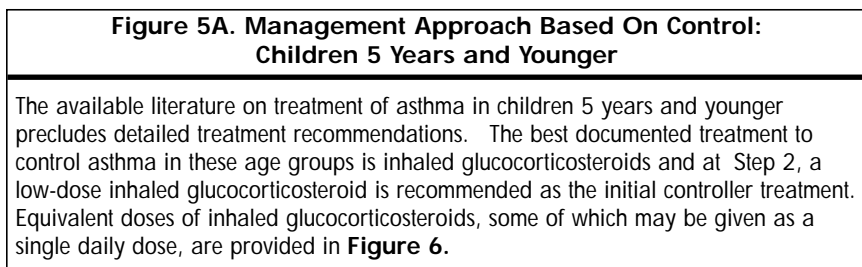 Figure 5A. Management Approach Based On Control:
Children 5 Years and Younger
The available literature on treatment of asthma in children 5 years and younger
precludes detailed treatment recommendations. The best documented treatment to
control asthma in these age groups is inhaled glucocorticosteroids and at Step 2, a
low-dose inhaled glucocorticosteroid is recommended as the initial controller treatment.
Equivalent doses of inhaled glucocorticosteroids, some of which may be given as a
single daily dose, are provided in Figure 6.